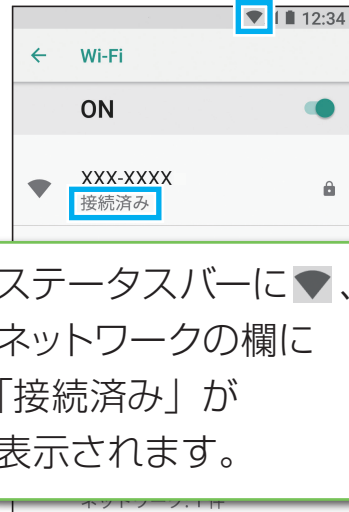 12:34
Wi-Fi
ON
XXX-XXXX
接続済み
ステータスバーに、
ネットワークの欄に
「接続済み」が
表示されます。